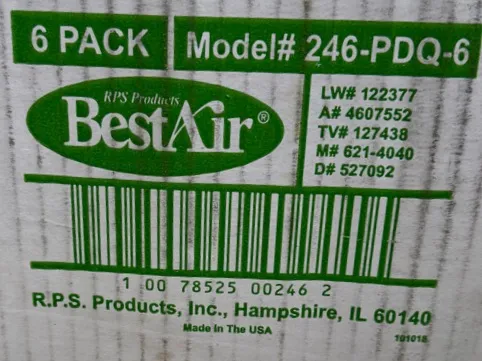 6 PACK Model# 246-PDQ-6
RPS Products
BestAir®
LW# 122377
A# 4607552
TV# 127438
M# 621-4040
D# 527092
1 00 78525 00246 2
R.P.S. Products, Inc., Hampshire, IL 60140
Made In The USA
101018